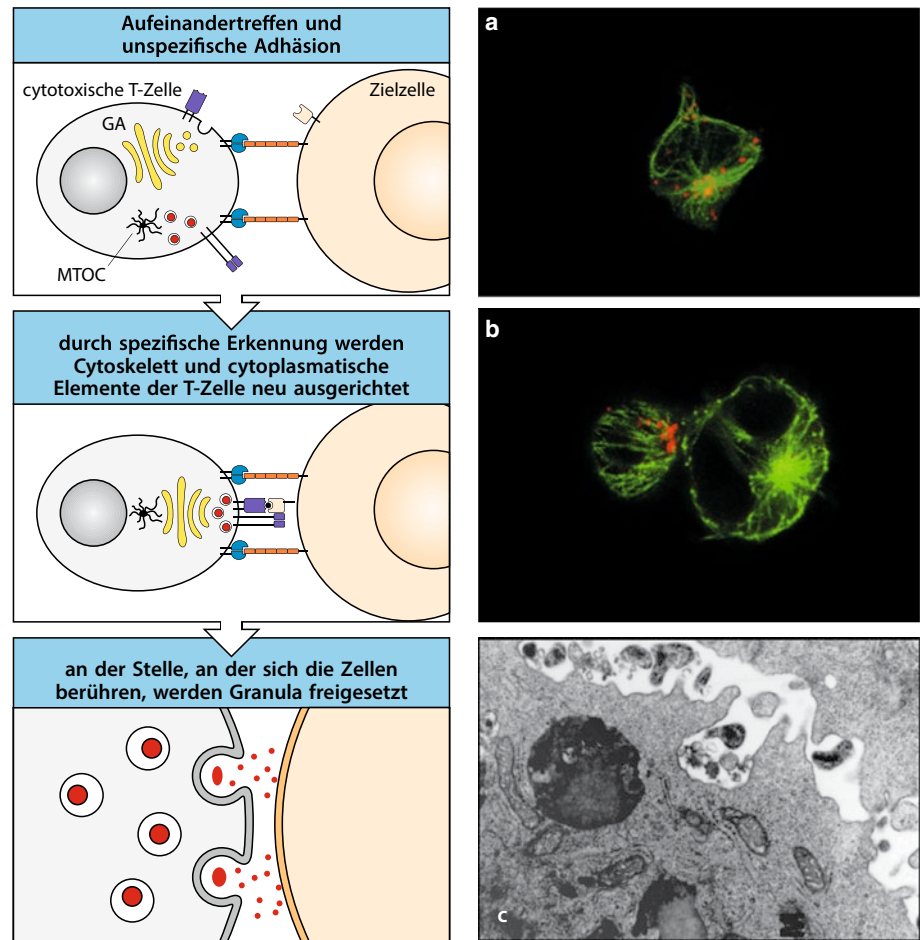 Aufeinandertreffen und
unspezifische Adhäsion
cytotoxische T-Zelle
Zielzelle
GA
MTOC
a
durch spezifische Erkennung werden
Cytoskelett und cytoplasmatische
Elemente der T-Zelle neu ausgerichtet
b
an der Stelle, an der sich die Zellen
berühren, werden Granula freigesetzt
c